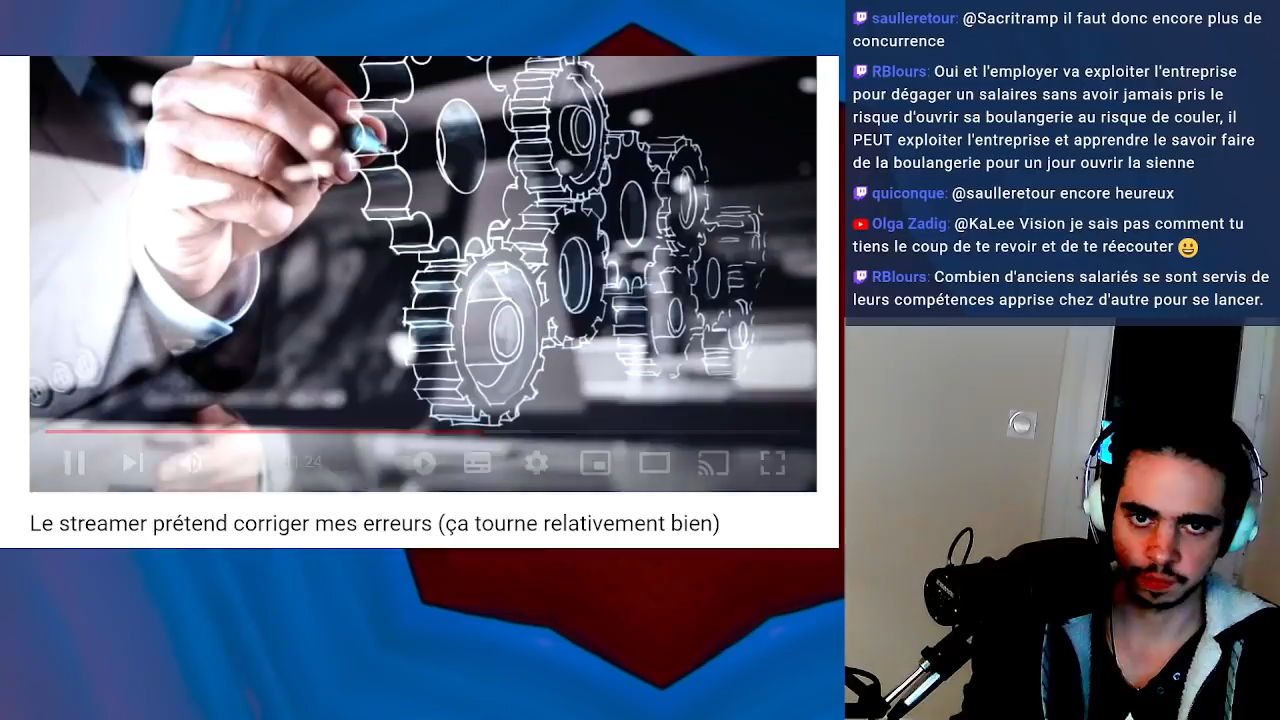 saulleretour: @Sacritramp il faut donc encore plus de
concurrence
RBlours: Oui et l'employer va exploiter l'entreprise
pour dégager un salaires sans avoir jamais pris le
risque d'ouvrir sa boulangerie au risque de couler, il
PEUT exploiter l'entreprise et apprendre le savoir faire
de la boulangerie pour un jour ouvrir la sienne
quiconque: @saulleretour encore heureux
Olga Zadig: @KaLee Vision je sais pas comment tu
tiens le coup de te revoir et de te réecouter 😀
RBlours: Combien d'anciens salariés se sont servis de
leurs compétences apprise chez d'autre pour se lancer.
Le streamer prétend corriger mes erreurs (ça tourne relativement bien)